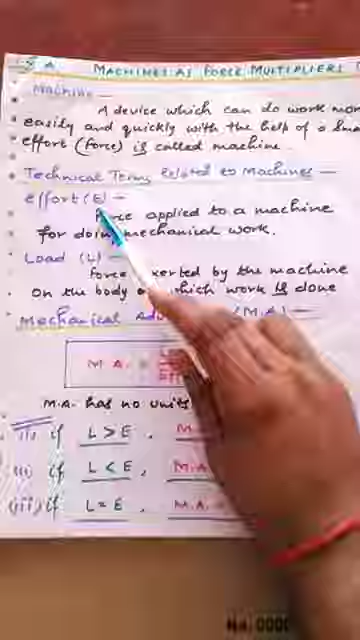 A. MACHINES AS FORCE MULTIPLIERS
Machine —
A device which can do work more
easily and quickly with the help of a
effort (force) is called machine.
Technical Terms Related to Machines —
effort (E) —
Force applied to a machine
for doing mechanical work.
Load (L) —
Force exerted by the machine
on the body on which work is done
Mechanical (M.A.) —
M.A. =
M.A. has no units
(i) if L > E,
(ii) if L < E,
(iii) if L = E, M.A. =